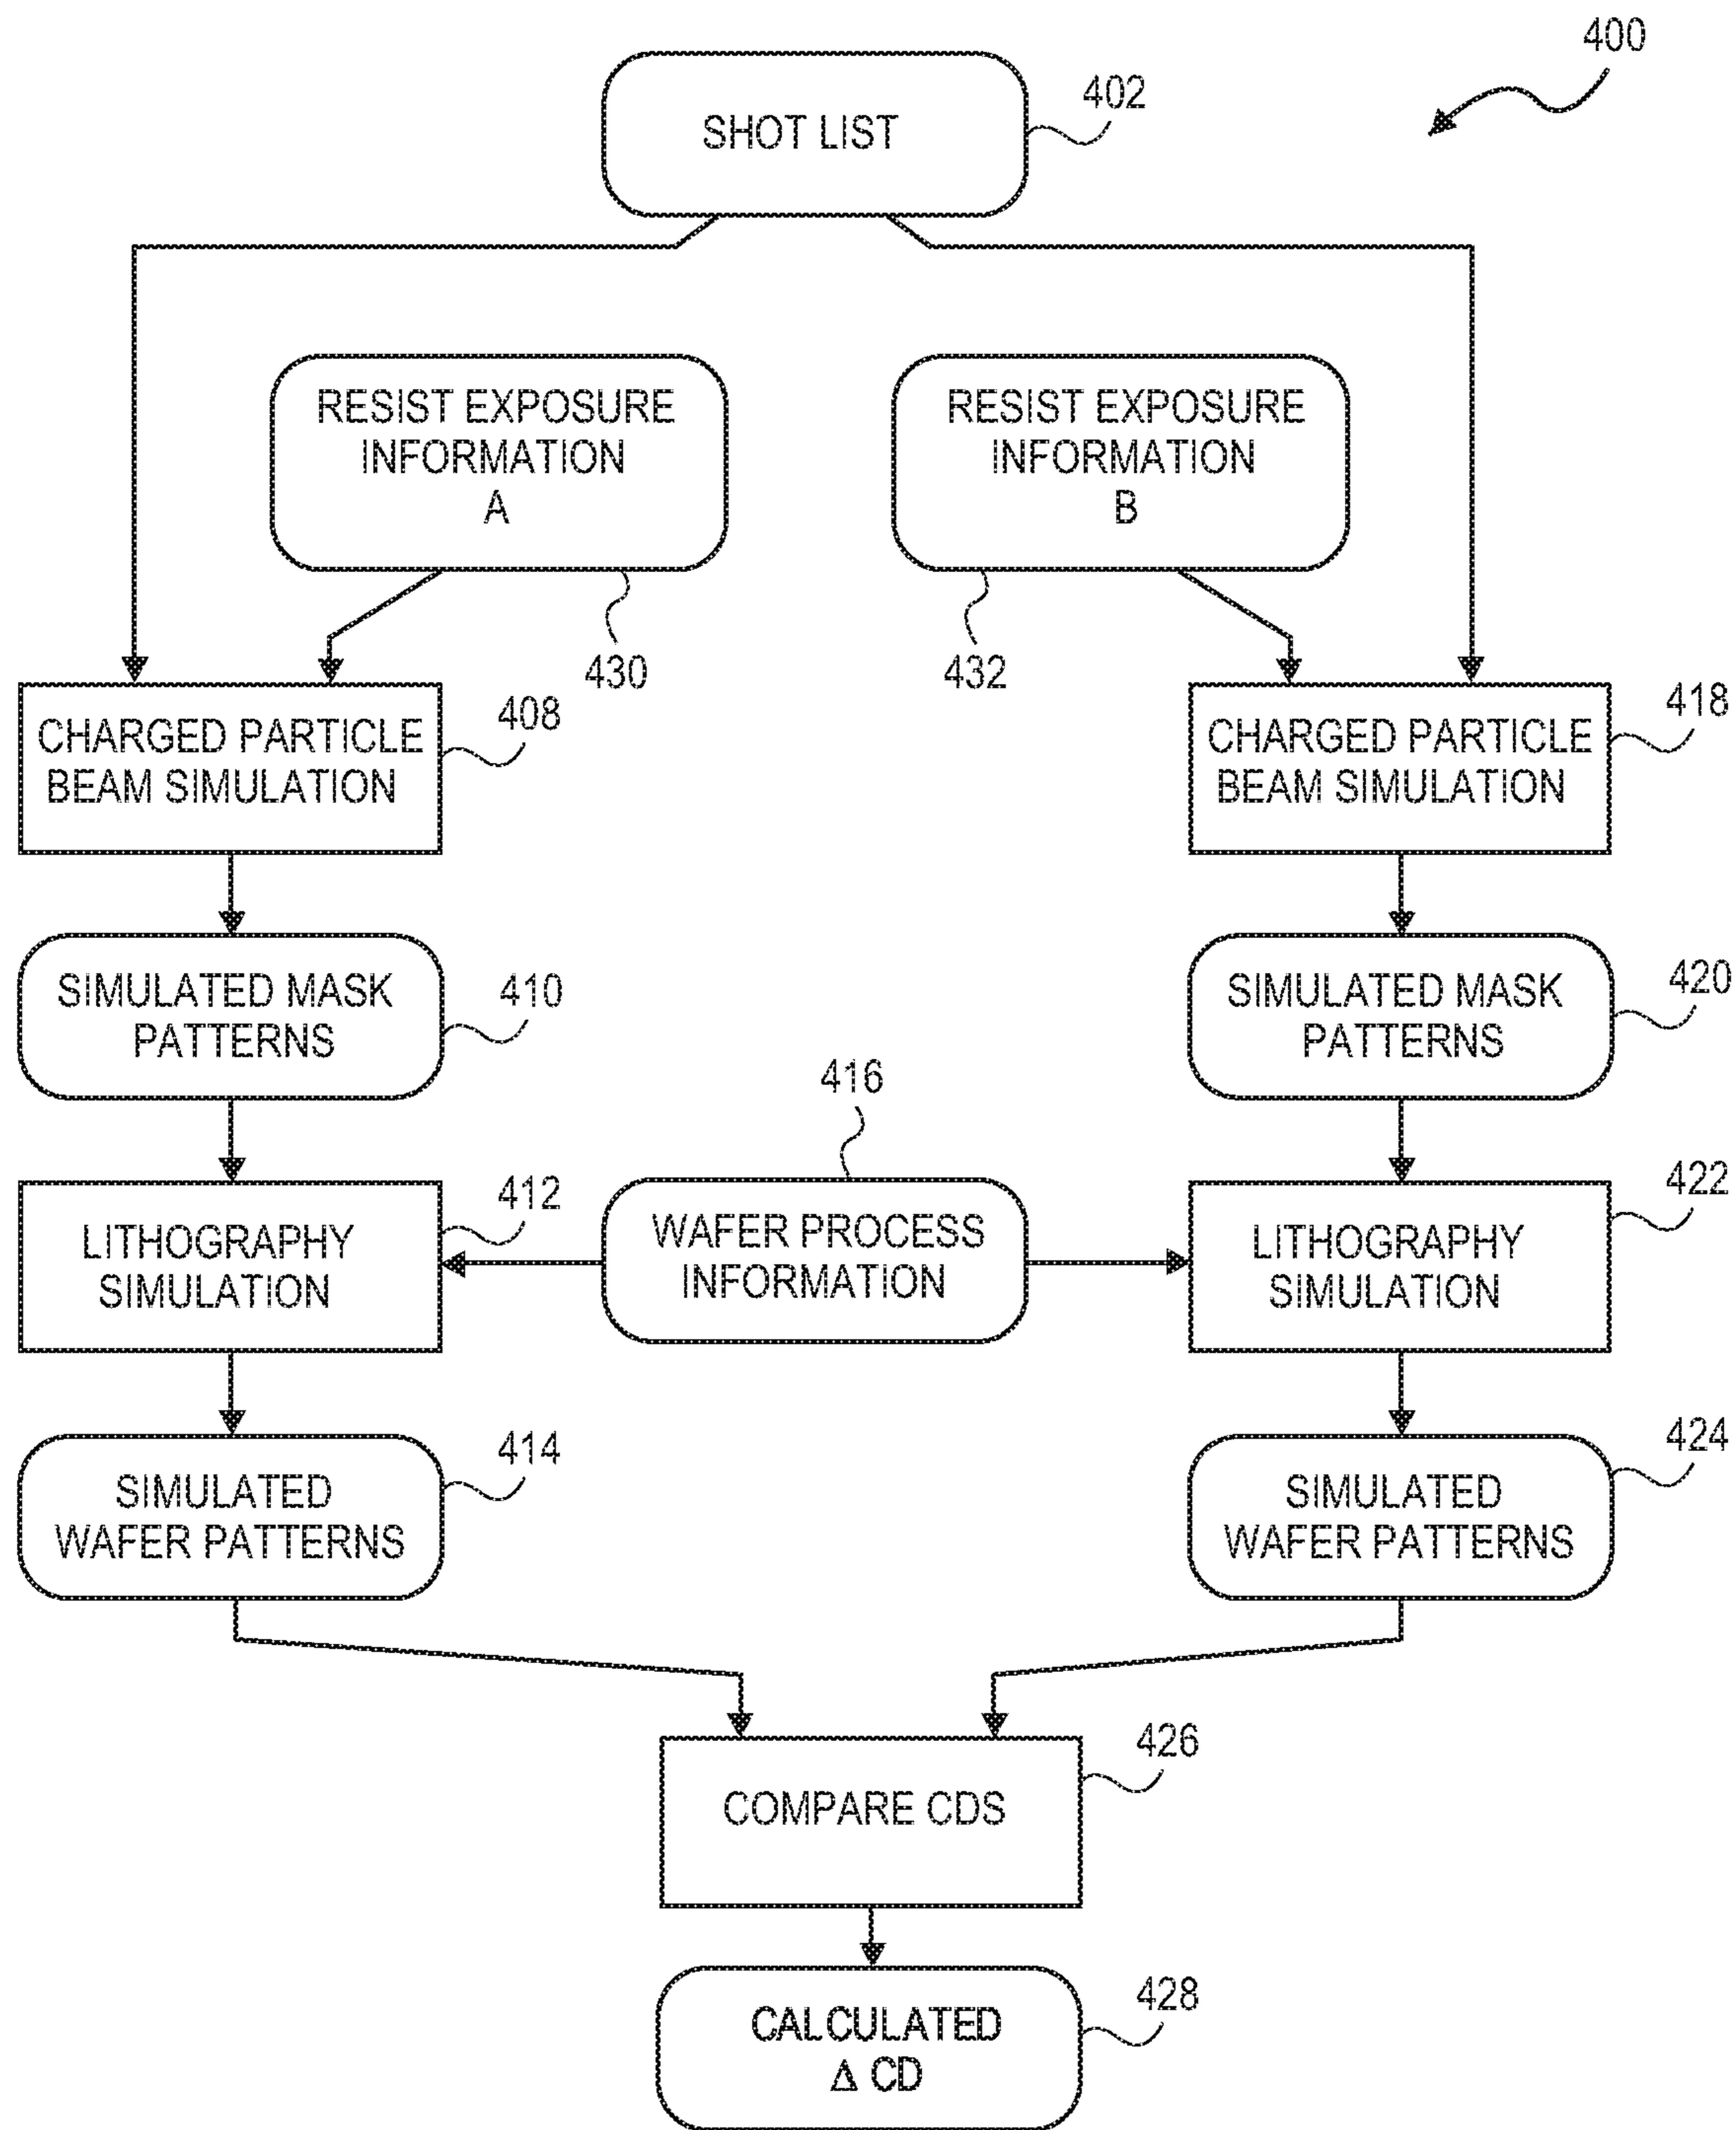 400
SHOT LIST
402
RESIST EXPOSURE
INFORMATION
A
430
RESIST EXPOSURE
INFORMATION
B
432
CHARGED PARTICLE
BEAM SIMULATION
408
CHARGED PARTICLE
BEAM SIMULATION
418
SIMULATED MASK
PATTERNS
410
SIMULATED MASK
PATTERNS
420
LITHOGRAPHY
SIMULATION
412
416
WAFER PROCESS
INFORMATION
LITHOGRAPHY
SIMULATION
422
SIMULATED
WAFER PATTERNS
414
SIMULATED
WAFER PATTERNS
424
COMPARE CDS
426
CALCULATED
Δ CD
428